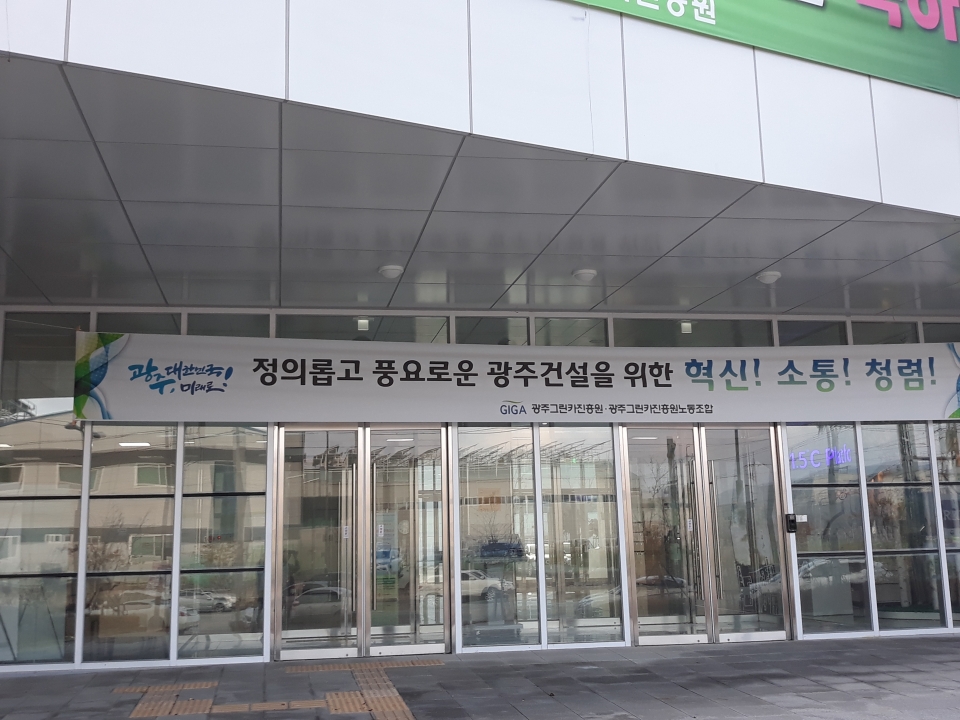 광주, 대한민국
미래로!
정의롭고 풍요로운 광주건설을 위한 혁신! 소통! 청렴!
GIGA 광주그린카진흥원·광주그린카진흥원노동조합